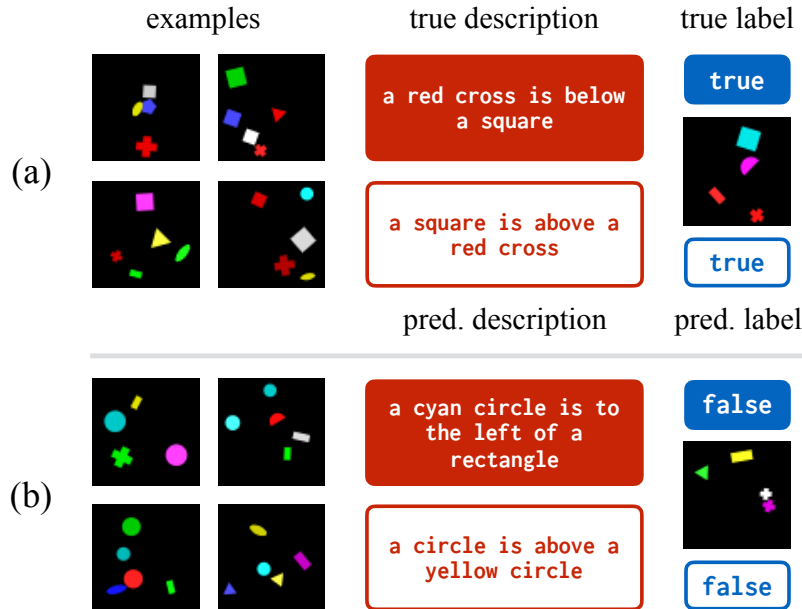 examples true description true label
(a)
a red cross is below
a square
true
a square is above a
red cross
true
pred. description pred. label
(b)
a cyan circle is to
the left of a
rectangle
false
a circle is above a
yellow circle
false